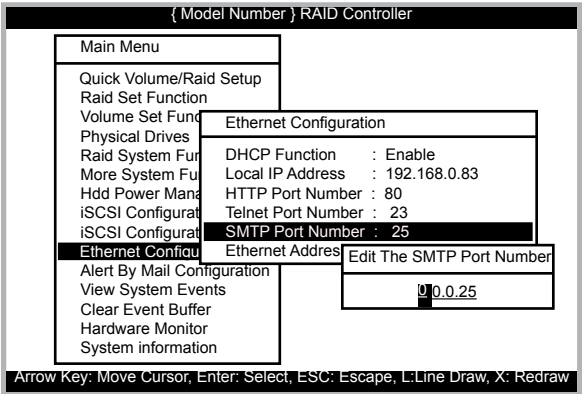 { Model Number } RAID Controller
Main Menu
Quick Volume/Raid Setup
Raid Set Function
Volume Set Func
Physical Drives
Raid System Fun
More System Fu
Hdd Power Mana
iSCSI Configurat
iSCSI Configurat
Ethernet Configu
Alert By Mail Configuration
View System Events
Clear Event Buffer
Hardware Monitor
System information
Ethernet Configuration
DHCP Function : Enable
Local IP Address : 192.168.0.83
HTTP Port Number : 80
Telnet Port Number : 23
SMTP Port Number : 25
Ethernet Addres
Edit The SMTP Port Number
0 0.0.25
Arrow Key: Move Cursor, Enter: Select, ESC: Escape, L:Line Draw, X: Redraw